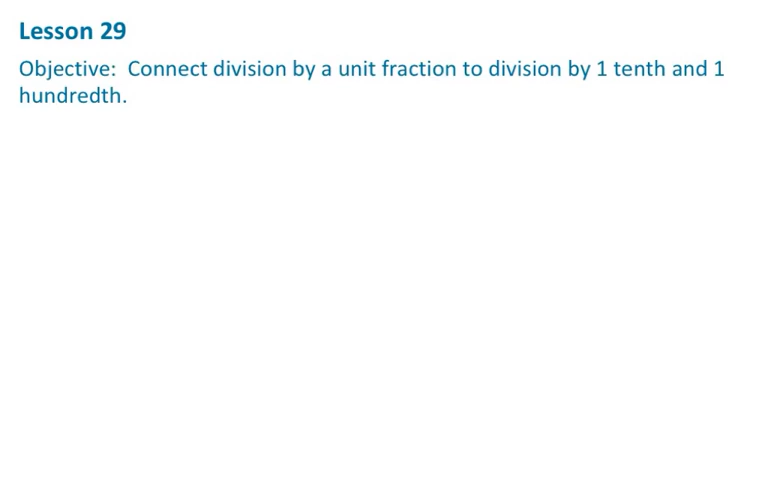 Lesson 29
Objective:  Connect division by a unit fraction to division by 1 tenth and 1
hundredth.